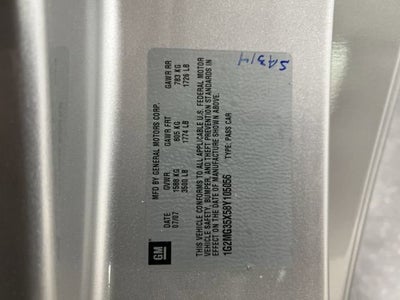 MFD BY GENERAL MOTORS CORP.
DATE GVWR GAWR FRT GAWR RR
07/07 1588 KG 805 KG 783 KG
3500 LB 1774 LB 1726 LB
THIS VEHICLE CONFORMS TO ALL APPLICABLE U.S. FEDERAL MOTOR
VEHICLE SAFETY, BUMPER, AND THEFT PREVENTION STANDARDS IN
EFFECT ON THE DATE OF MANUFACTURE SHOWN ABOVE.
1G2MG35X58Y105056 TYPE: PASS CAR
GM